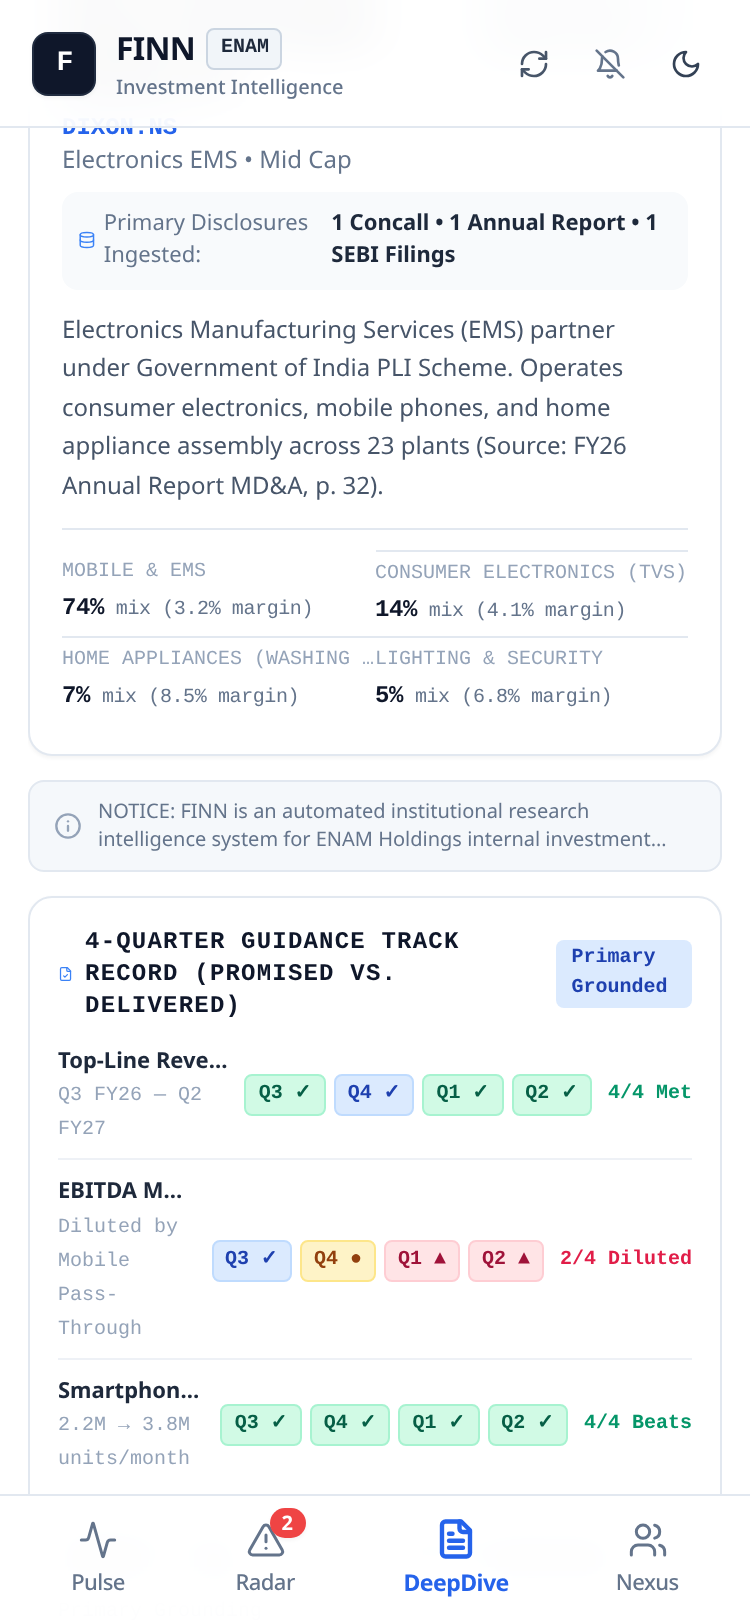 F
FINN ENAM
Investment Intelligence
DIXON.NS
Electronics EMS • Mid Cap
Primary Disclosures Ingested:
1 Concall • 1 Annual Report • 1 SEBI Filings
Electronics Manufacturing Services (EMS) partner
under Government of India PLI Scheme. Operates
consumer electronics, mobile phones, and home
appliance assembly across 23 plants (Source: FY26
Annual Report MD&A, p. 32).
MOBILE & EMS
74% mix (3.2% margin)
CONSUMER ELECTRONICS (TVS)
14% mix (4.1% margin)
HOME APPLIANCES (WASHING …
7% mix (8.5% margin)
LIGHTING & SECURITY
5% mix (6.8% margin)
NOTICE: FINN is an automated institutional research
intelligence system for ENAM Holdings internal investment...
4-QUARTER GUIDANCE TRACK
RECORD (PROMISED VS.
DELIVERED)
Primary
Grounded
Top-Line Reve...
Q3 FY26 — Q2
FY27
Q3 ✓ Q4 ✓ Q1 ✓ Q2 ✓ 4/4 Met
EBITDA M...
Diluted by
Mobile
Pass-
Through
Q3 ✓ Q4 ● Q1 ▲ Q2 ▲ 2/4 Diluted
Smartphon...
2.2M → 3.8M
units/month
Q3 ✓ Q4 ✓ Q1 ✓ Q2 ✓ 4/4 Beats
2
Pulse Radar DeepDive Nexus